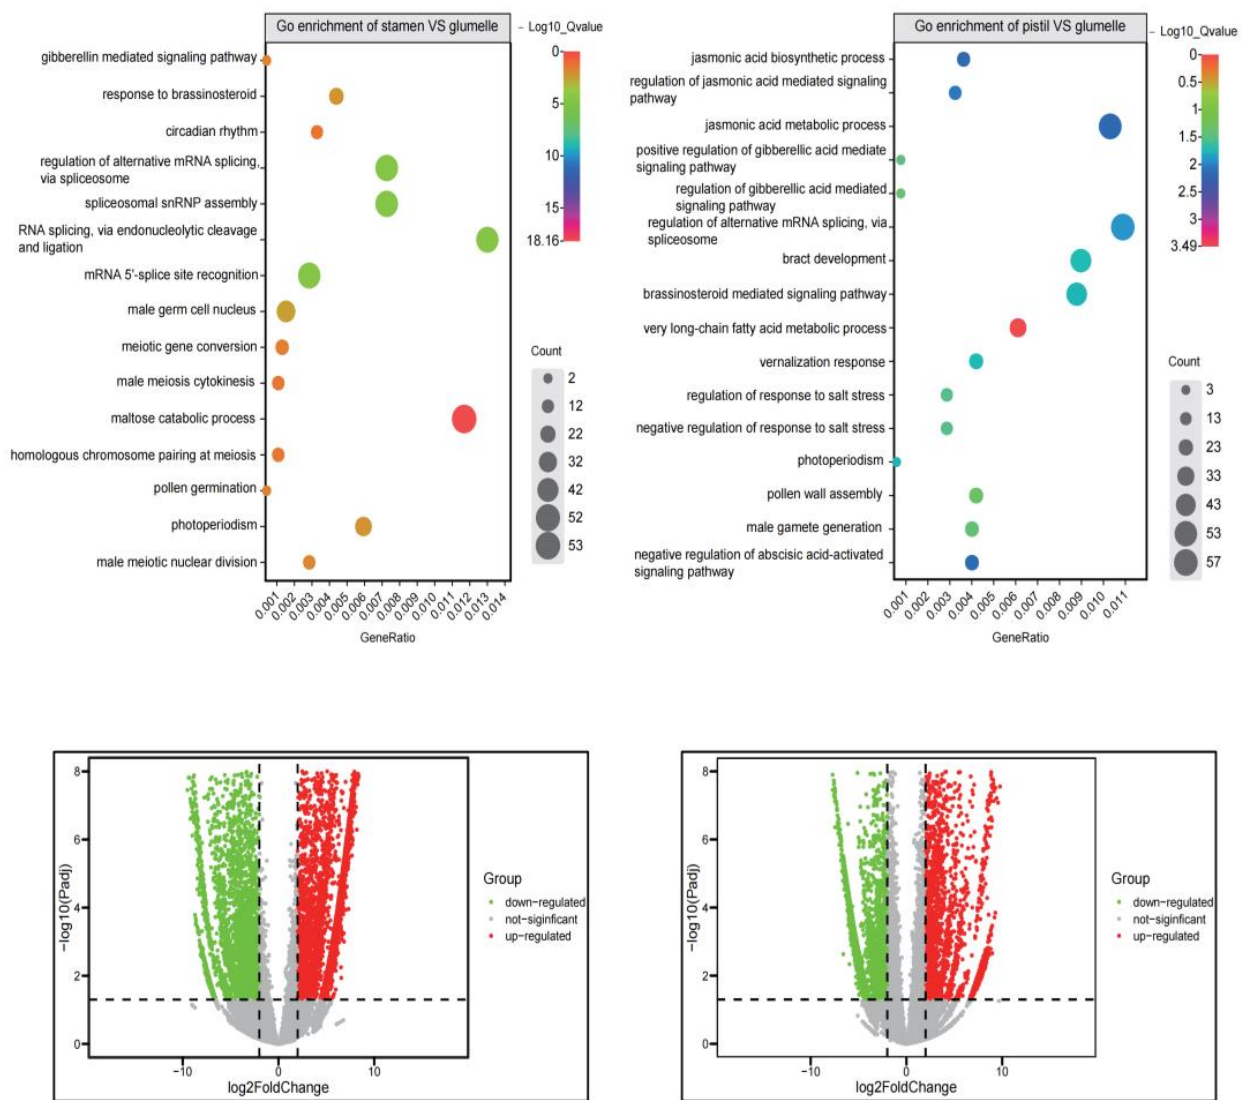 Go enrichment of stamen VS glumelle
- Log10_Qvalue
gibberellin mediated signaling pathway
response to brassinosteroid
circadian rhythm
regulation of alternative mRNA splicing,
via spliceosome
spliceosomal snRNP assembly
RNA splicing, via endonucleolytic cleavage
and ligation
mRNA 5'-splice site recognition
male germ cell nucleus
meiotic gene conversion
male meiosis cytokinesis
maltose catabolic process
homologous chromosome pairing at meiosis
pollen germination
photoperiodism
male meiotic nuclear division
0
5
10
15
18.16
Count
2
12
22
32
42
52
53
0.001
0.002
0.003
0.004
0.005
0.006
0.007
0.008
0.009
0.010
0.011
0.012
0.013
0.014
GeneRatio
Go enrichment of pistil VS glumelle
- Log10_Qvalue
jasmonic acid biosynthetic process
regulation of jasmonic acid mediated signaling
pathway
jasmonic acid metabolic process
positive regulation of gibberellic acid mediate
signaling pathway
regulation of gibberellic acid mediated
signaling pathway
regulation of alternative mRNA splicing, via
spliceosome
bract development
brassinosteroid mediated signaling pathway
very long-chain fatty acid metabolic process
vernalization response
regulation of response to salt stress
negative regulation of response to salt stress
photoperiodism
pollen wall assembly
male gamete generation
negative regulation of abscisic acid-activated
signaling pathway
0
0.5
1
1.5
2
2.5
3
3.49
Count
3
13
23
33
43
53
57
0.001
0.002
0.003
0.004
0.005
0.006
0.007
0.008
0.009
0.010
0.011
GeneRatio
8
6
4
2
0
-log10(Padj)
-10
0
10
log2FoldChange
Group
down-regulated
not-siginficant
up-regulated
8
6
4
2
0
-log10(Padj)
-10
0
10
log2FoldChange
Group
down-regulated
not-siginficant
up-regulated